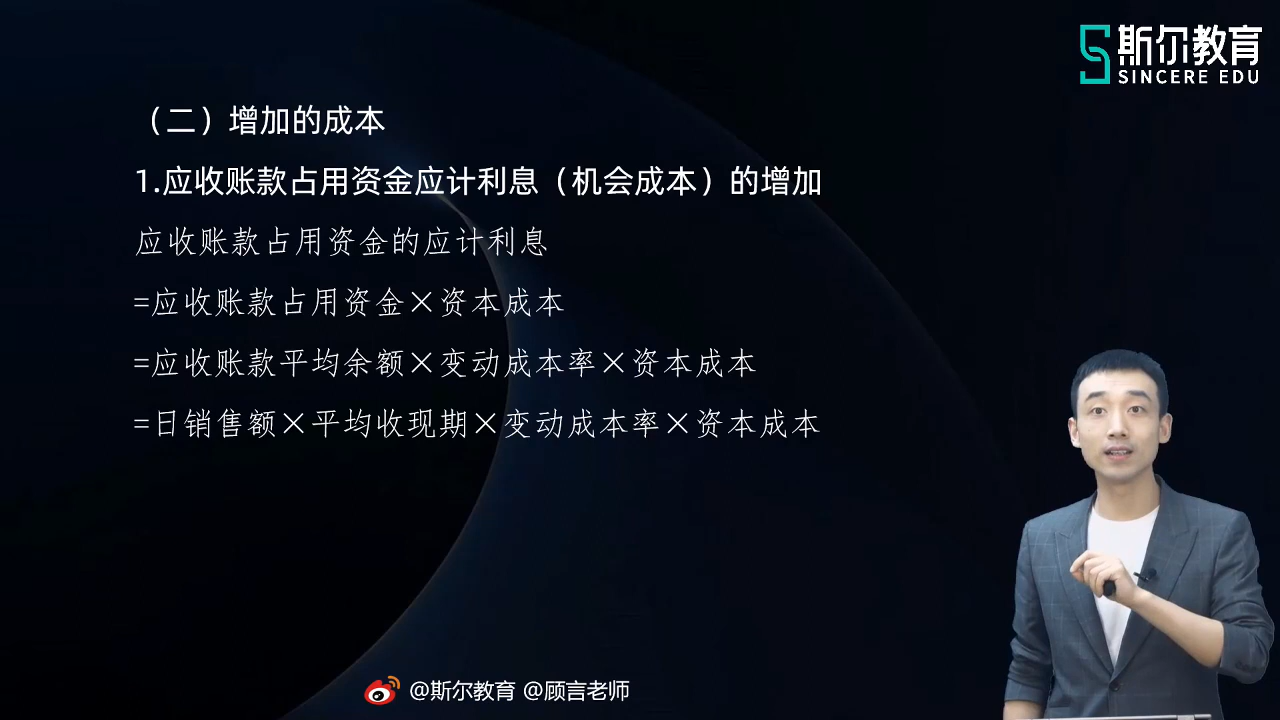 斯尔教育
SINCERE EDU
（二）增加的成本
1.应收账款占用资金应计利息（机会成本）的增加
应收账款占用资金的应计利息
=应收账款占用资金×资本成本
=应收账款平均余额×变动成本率×资本成本
=日销售额×平均收现期×变动成本率×资本成本
@斯尔教育 @顾言老师